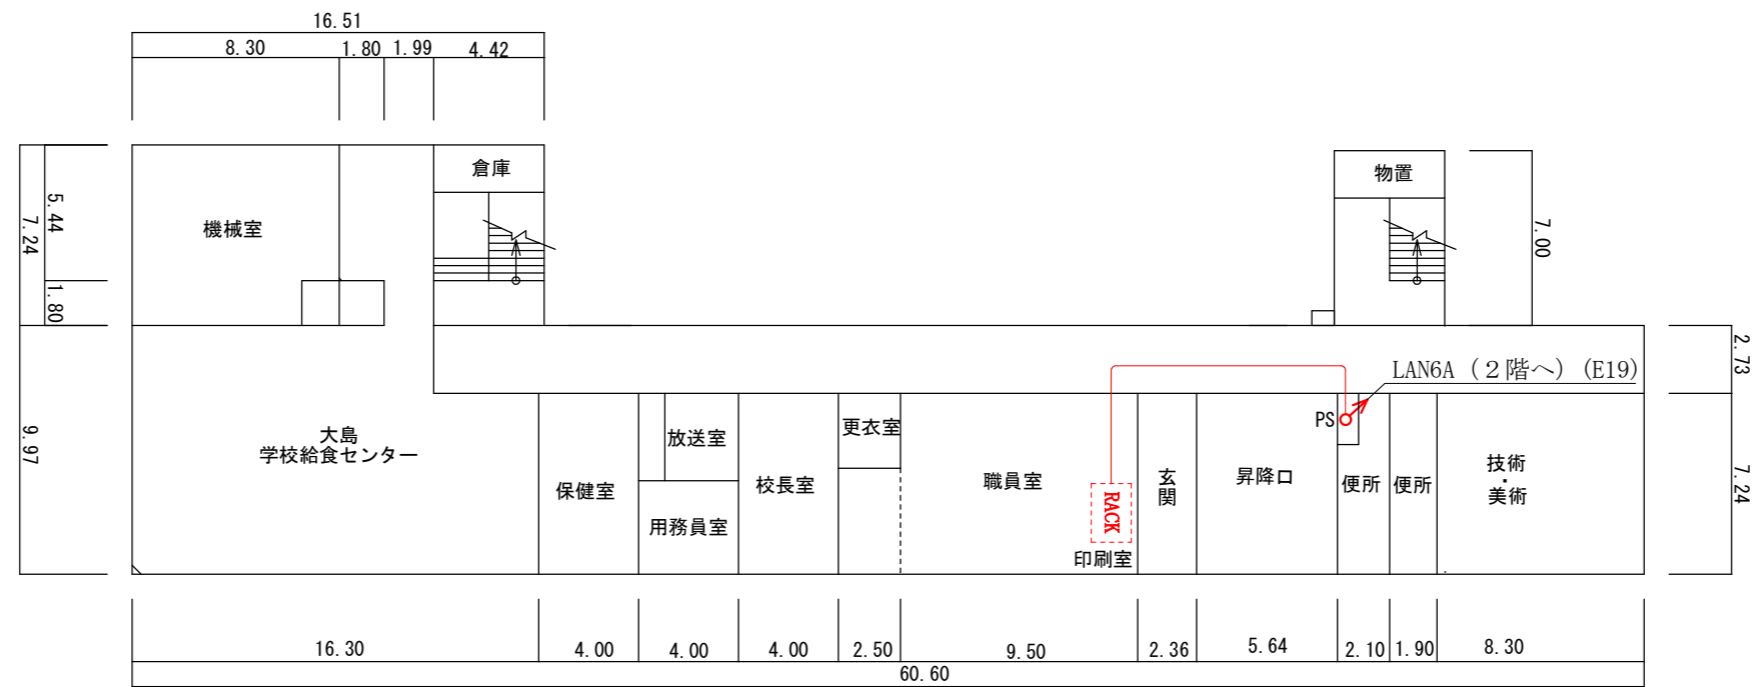 16.51
8.30 1.80 1.99 4.42
倉庫
物置
機械室
5.44
7.24
1.80
7.00
LAN6A（２階へ）(E19)
2.73
PS
大島
学校給食センター
9.97
保健室
放送室
用務員室
校長室
更衣室
職員室
RACK
印刷室
玄関
昇降口
便所
便所
技術
・
美術
7.24
16.30 4.00 4.00 4.00 2.50 9.50 2.36 5.64 2.10 1.90 8.30
60.60